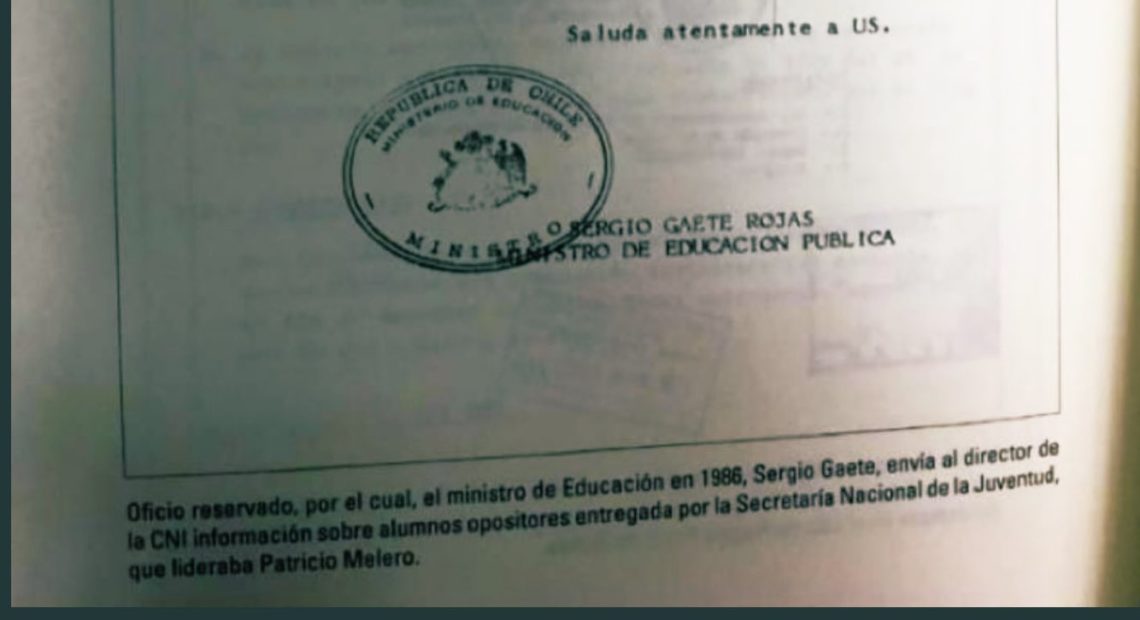 Saluda atentamente a US.
REPUBLICA DE CHILE
MINISTERIO DE EDUCACION
MINISTRO
SERGIO GAETE ROJAS
MINISTRO DE EDUCACION PUBLICA
Oficio reservado, por el cual, el ministro de Educación en 1986, Sergio Gaete, envía al director de
la CNI información sobre alumnos opositores entregada por la Secretaría Nacional de la Juventud,
que lideraba Patricio Melero.